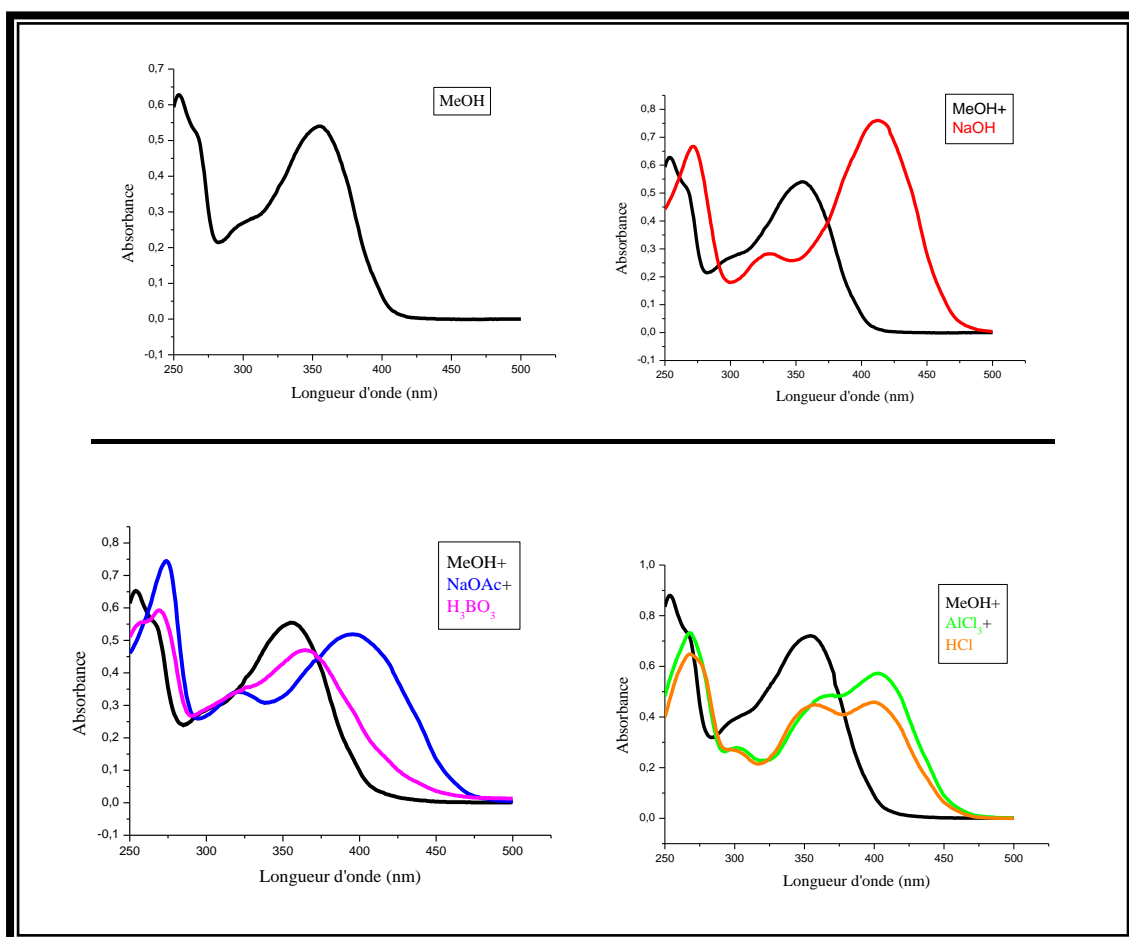 MeOH
Absorbance
0,7
0,6
0,5
0,4
0,3
0,2
0,1
0,0
-0,1
250 300 350 400 450 500
Longueur d'onde (nm)
MeOH+
NaOH
Absorbance
0,8
0,7
0,6
0,5
0,4
0,3
0,2
0,1
0,0
-0,1
250 300 350 400 450 500
Longueur d'onde (nm)
MeOH+
NaOAc+
H₃BO₃
Absorbance
0,8
0,7
0,6
0,5
0,4
0,3
0,2
0,1
0,0
-0,1
250 300 350 400 450 500
Longueur d'onde (nm)
MeOH+
AlCl₃+
HCl
Absorbance
1,0
0,8
0,6
0,4
0,2
0,0
250 300 350 400 450 500
Longueur d'onde (nm)